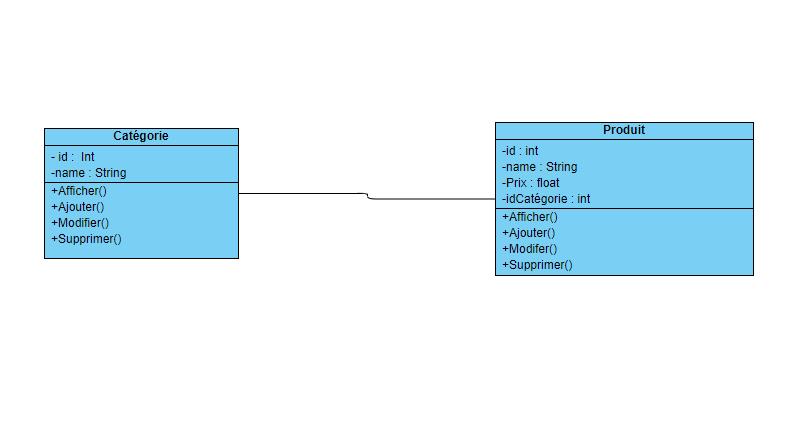 Catégorie
- id : Int
-name : String
+Afficher()
+Ajouter()
+Modifier()
+Supprimer()
Produit
-id : int
-name : String
-Prix : float
-idCatégorie : int
+Afficher()
+Ajouter()
+Modifer()
+Supprimer()